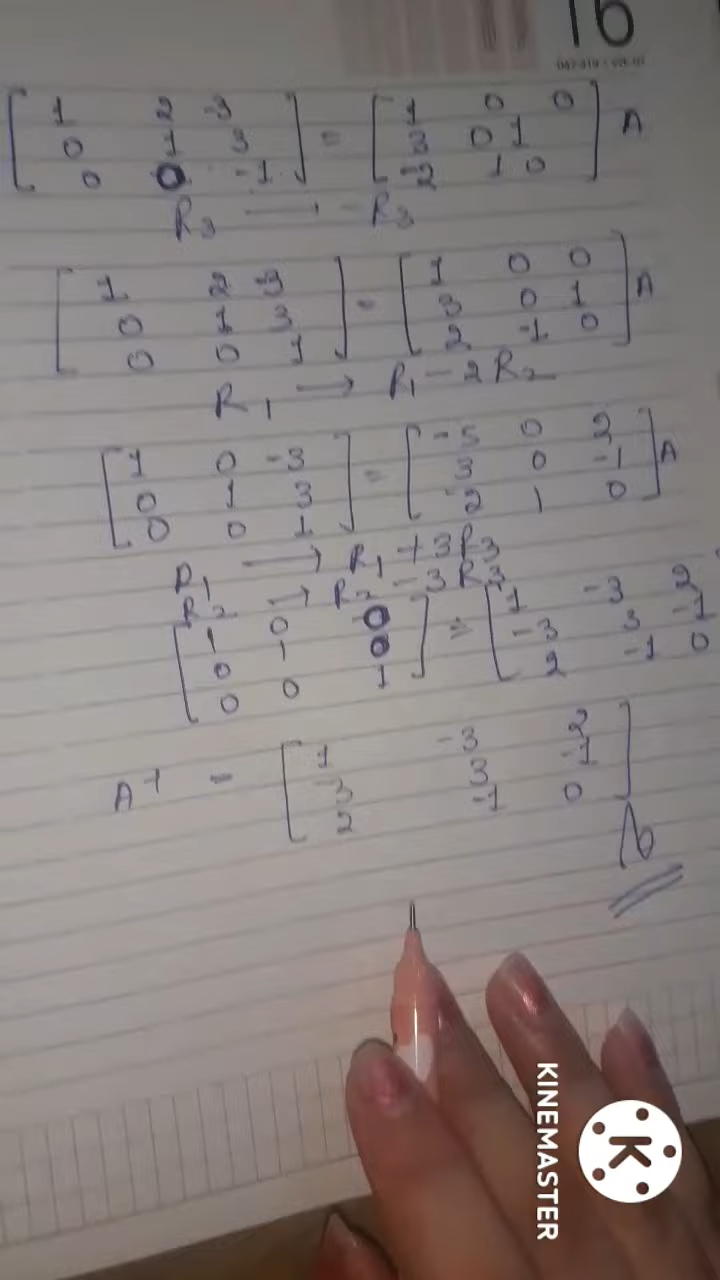 16
1 2 3 = 1 0 0 A
0 1 3 3 0 1
0 0 -1 -2 1 0
R3 → -R3
1 2 3 = 1 0 0 A
0 1 3 3 0 1
0 0 1 2 -1 0
R1 → R1 - 2R2
1 0 -3 = -5 0 2 A
0 1 3 3 0 -1
0 0 1 -2 1 0
R1 → R1 + 3R3
R2 → R2 - 3R3
1 0 0 = 1 -3 2
0 1 0 -3 3 -1
0 0 1 2 -1 0
A-1 = 1 -3 2
-3 3 -1
2 -1 0
KINEMASTER
K